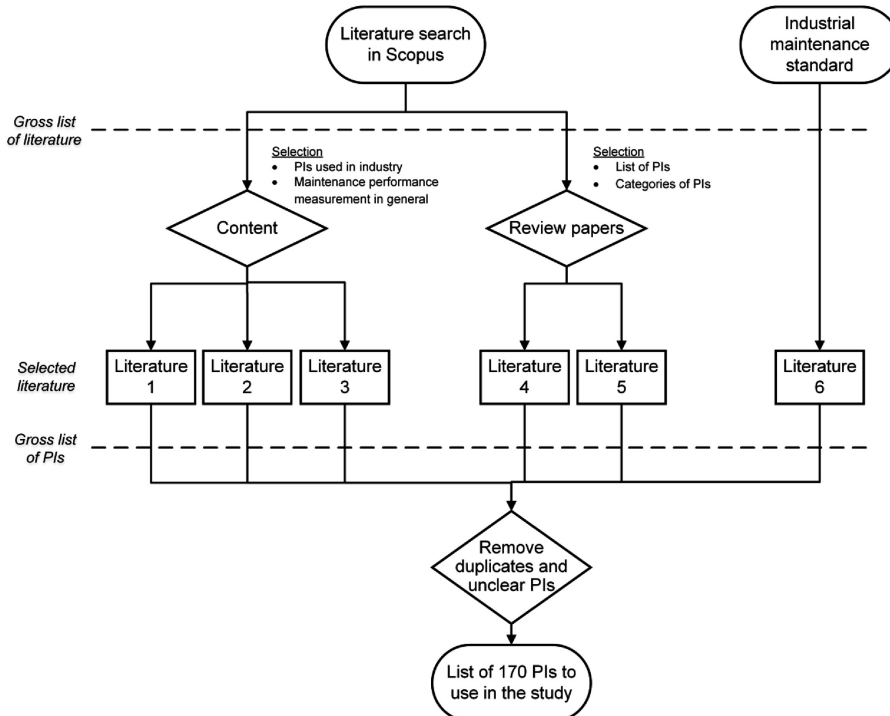 Literature search
in Scopus
Industrial
maintenance
standard
Gross list
of literature
Selection
• PIs used in industry
• Maintenance performance
measurement in general
Selection
• List of PIs
• Categories of PIs
Content
Review papers
Selected
literature
Literature
1
Literature
2
Literature
3
Literature
4
Literature
5
Literature
6
Gross list
of PIs
Remove
duplicates and
unclear PIs
List of 170 PIs to
use in the study